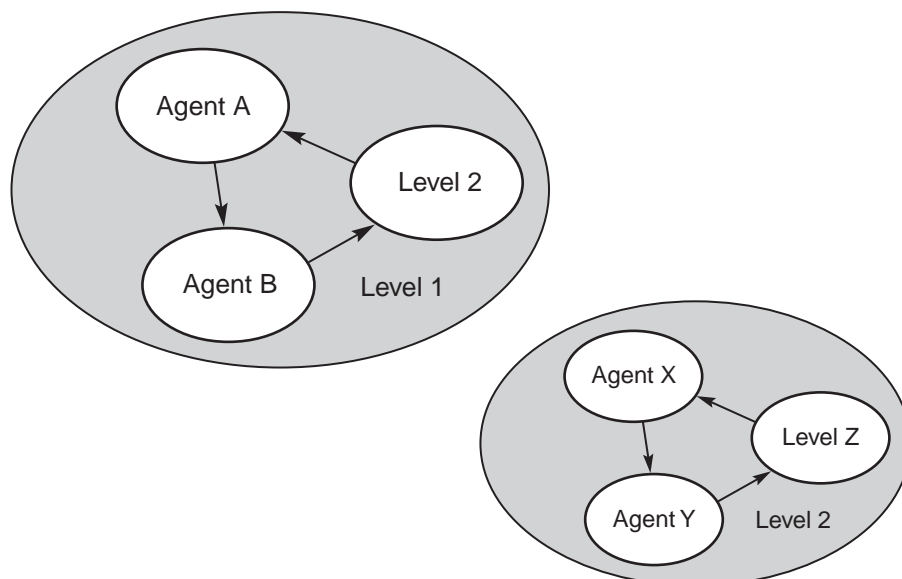 Agent A
Level 2
Agent B
Level 1
Agent X
Level Z
Agent Y
Level 2